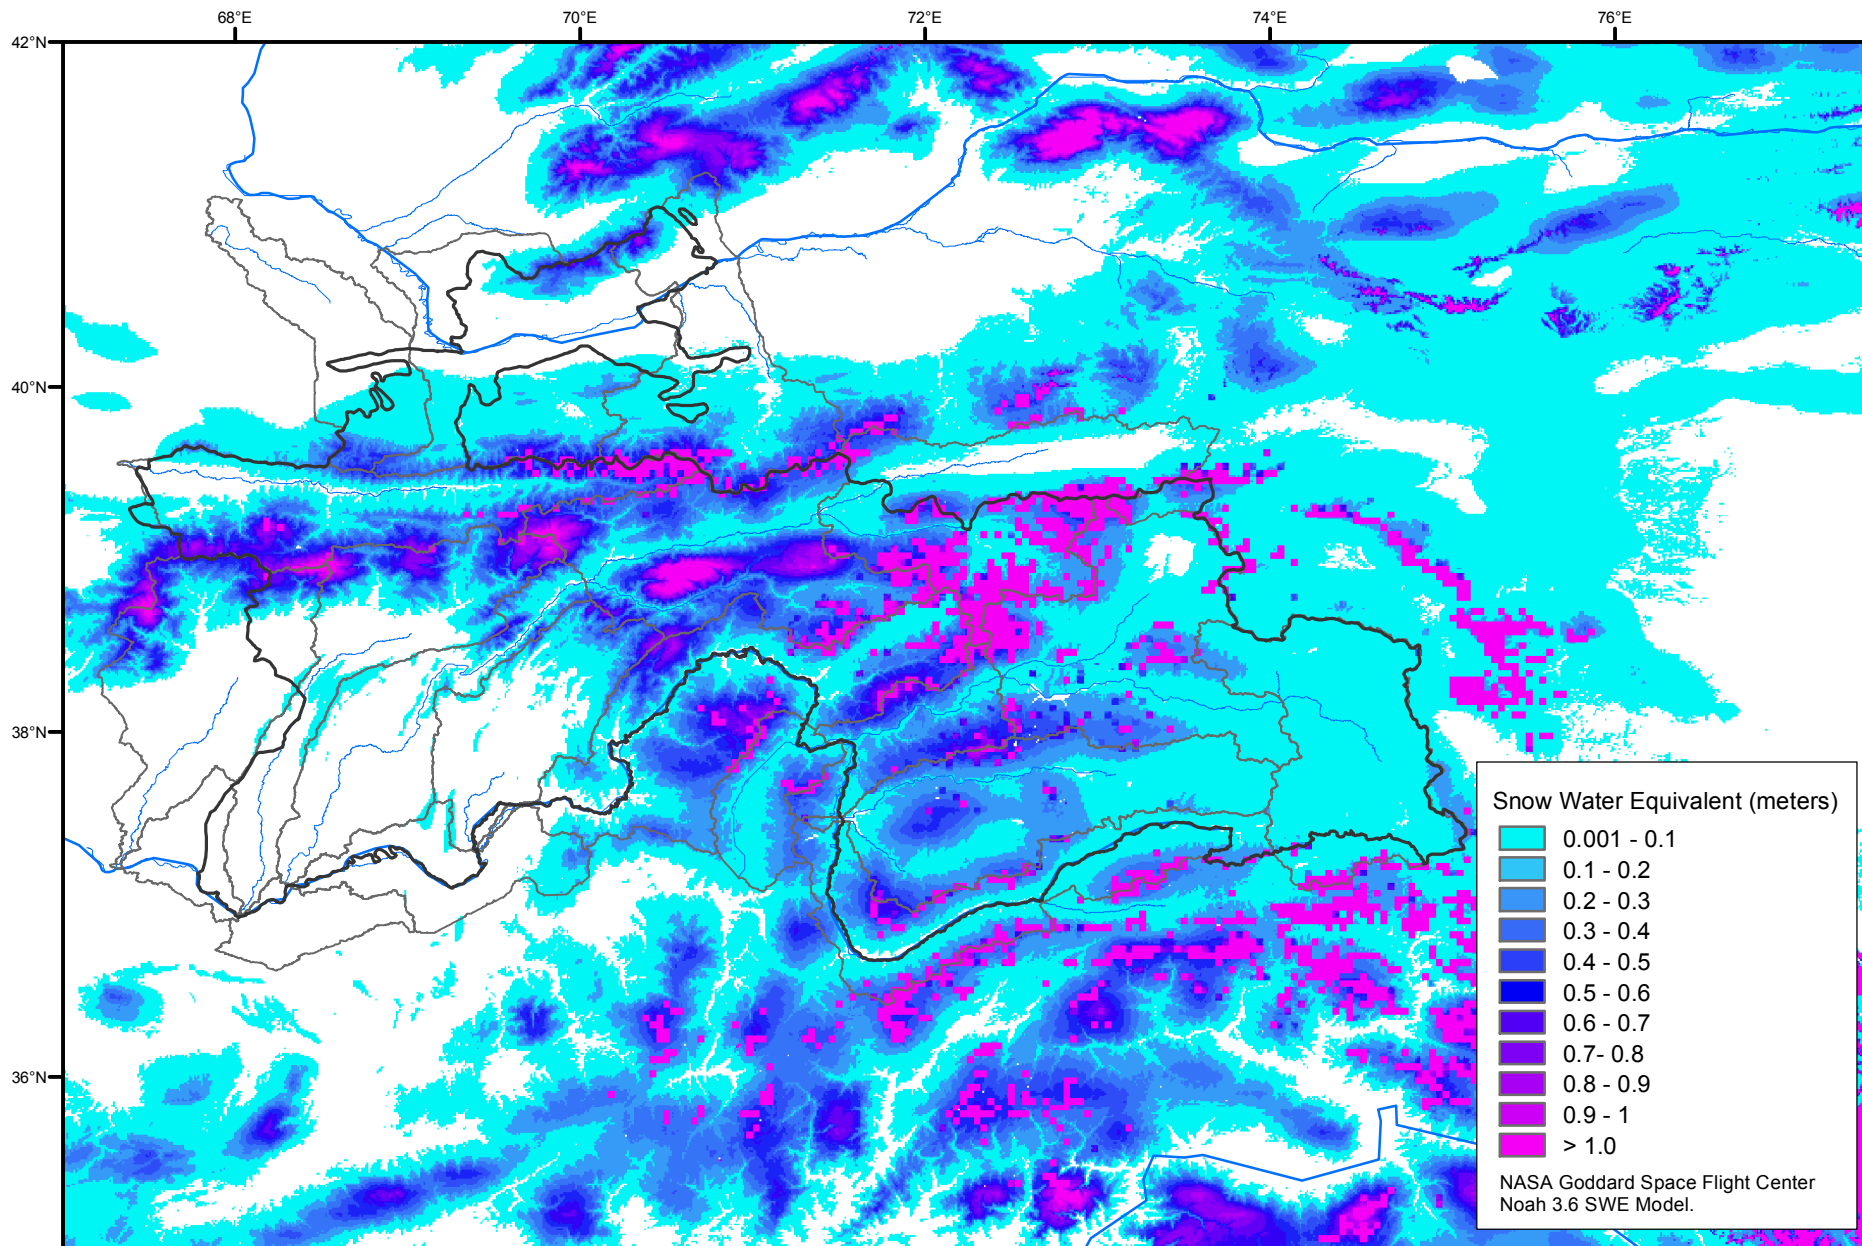 68°E 70°E 72°E 74°E 76°E
42°N
40°N
38°N
36°N
Snow Water Equivalent (meters)
0.001 - 0.1
0.1 - 0.2
0.2 - 0.3
0.3 - 0.4
0.4 - 0.5
0.5 - 0.6
0.6 - 0.7
0.7- 0.8
0.8 - 0.9
0.9 - 1
> 1.0
NASA Goddard Space Flight Center
Noah 3.6 SWE Model.